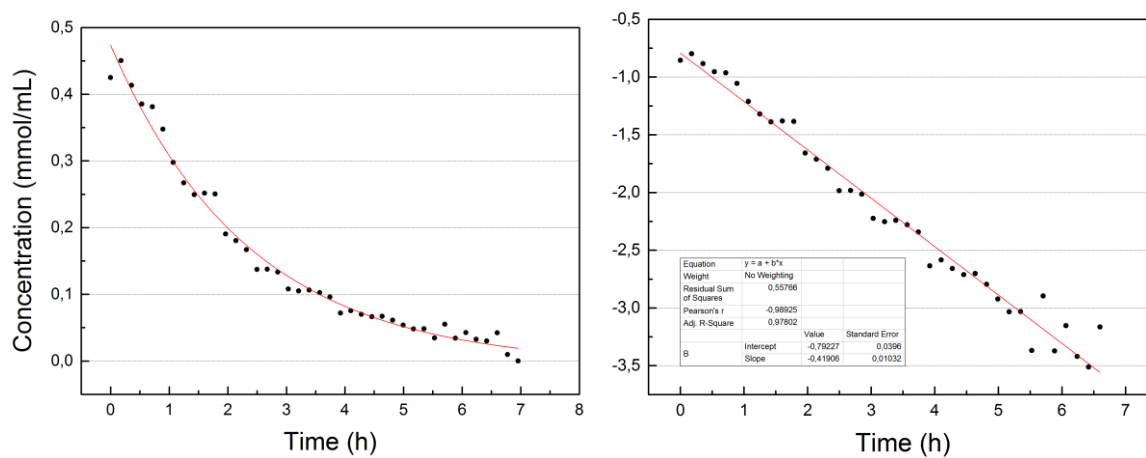 0,5
0,4
0,3
0,2
0,1
0,0
Concentration (mmol/mL)
0 1 2 3 4 5 6 7 8
Time (h)
-0,5
-1,0
-1,5
-2,0
-2,5
-3,0
-3,5
Equation y = a + b*x
Weight No Weighting
Residual Sum of Squares 0,55766
Pearson's r -0,98925
Adj. R-Square 0,97802
Value Standard Error
B Intercept -0,79227 0,0396
Slope -0,41906 0,01032
0 1 2 3 4 5 6 7
Time (h)